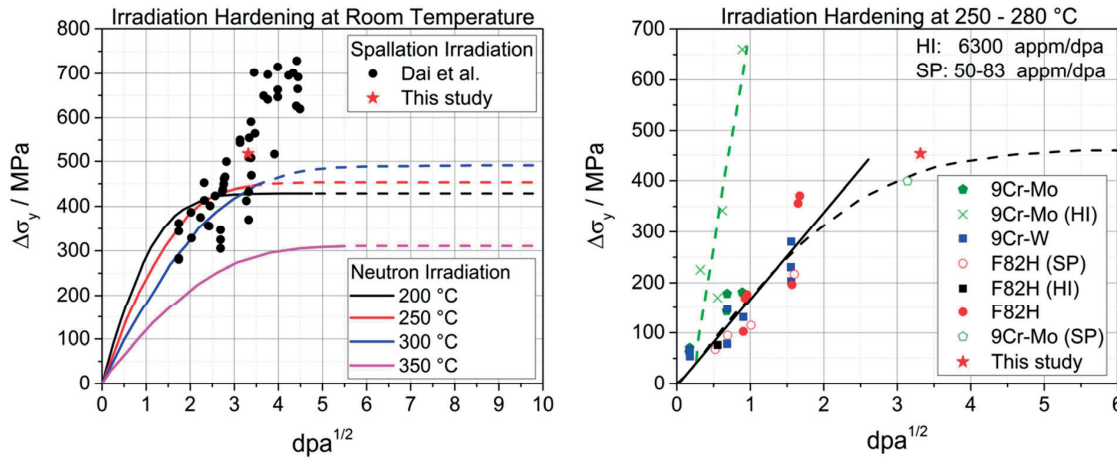 Irradiation Hardening at Room Temperature
800
700
600
500
400
300
200
100
0
Δσy / MPa
0 1 2 3 4 5 6 7 8 9 10
dpa1/2
Spallation Irradiation
Dai et al.
This study
Neutron Irradiation
200 °C
250 °C
300 °C
350 °C
Irradiation Hardening at 250 - 280 °C
700
600
500
400
300
200
100
0
Δσy / MPa
0 1 2 3 4 5 6
dpa1/2
HI: 6300 appm/dpa
SP: 50-83 appm/dpa
9Cr-Mo
9Cr-Mo (HI)
9Cr-W
F82H (SP)
F82H (HI)
F82H
9Cr-Mo (SP)
This study